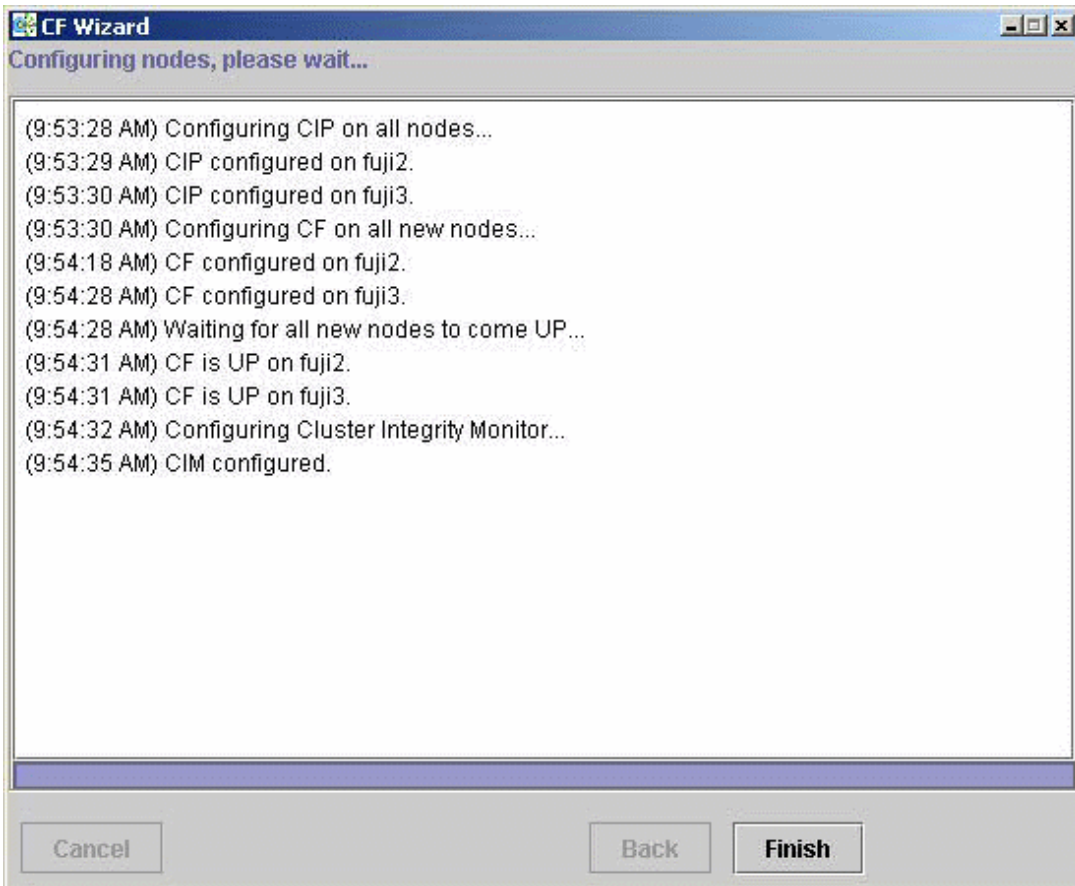 CF Wizard
Configuring nodes, please wait...
(9:53:28 AM) Configuring CIP on all nodes...
(9:53:29 AM) CIP configured on fuji2.
(9:53:30 AM) CIP configured on fuji3.
(9:53:30 AM) Configuring CF on all new nodes...
(9:54:18 AM) CF configured on fuji2.
(9:54:28 AM) CF configured on fuji3.
(9:54:28 AM) Waiting for all new nodes to come UP...
(9:54:31 AM) CF is UP on fuji2.
(9:54:31 AM) CF is UP on fuji3.
(9:54:32 AM) Configuring Cluster Integrity Monitor...
(9:54:35 AM) CIM configured.
Cancel Back Finish